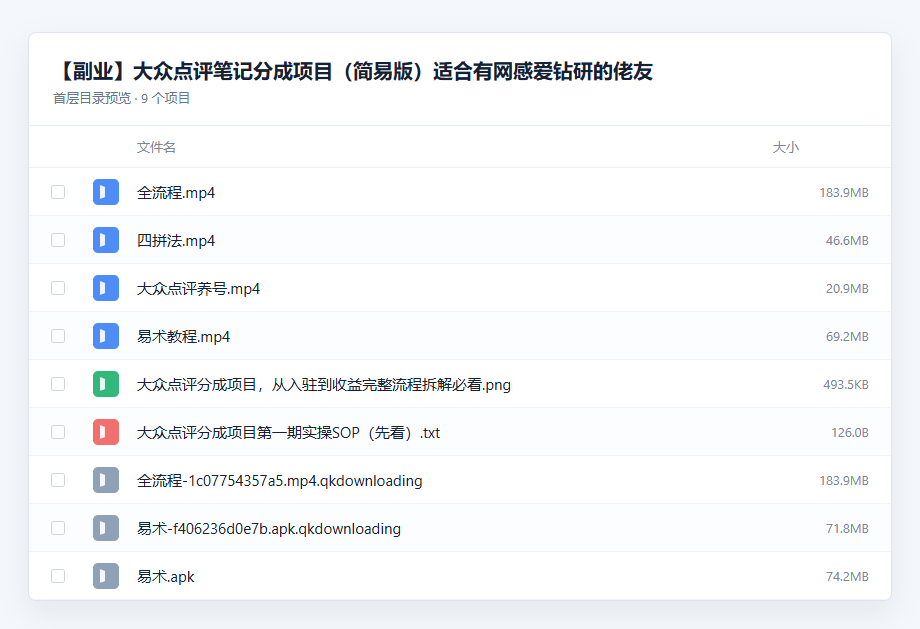 【副业】大众点评笔记分成项目（简易版）适合有网感爱钻研的佬友
首层目录预览 · 9 个项目
文件名 大小
全流程.mp4 183.9MB
四拼法.mp4 46.6MB
大众点评养号.mp4 20.9MB
易术教程.mp4 69.2MB
大众点评分成项目，从入驻到收益完整流程拆解必看.png 493.5KB
大众点评分成项目第一期实操SOP（先看）.txt 126.0B
全流程-1c07754357a5.mp4.qkdownloading 183.9MB
易术-f406236d0e7b.apk.qkdownloading 71.8MB
易术.apk 74.2MB